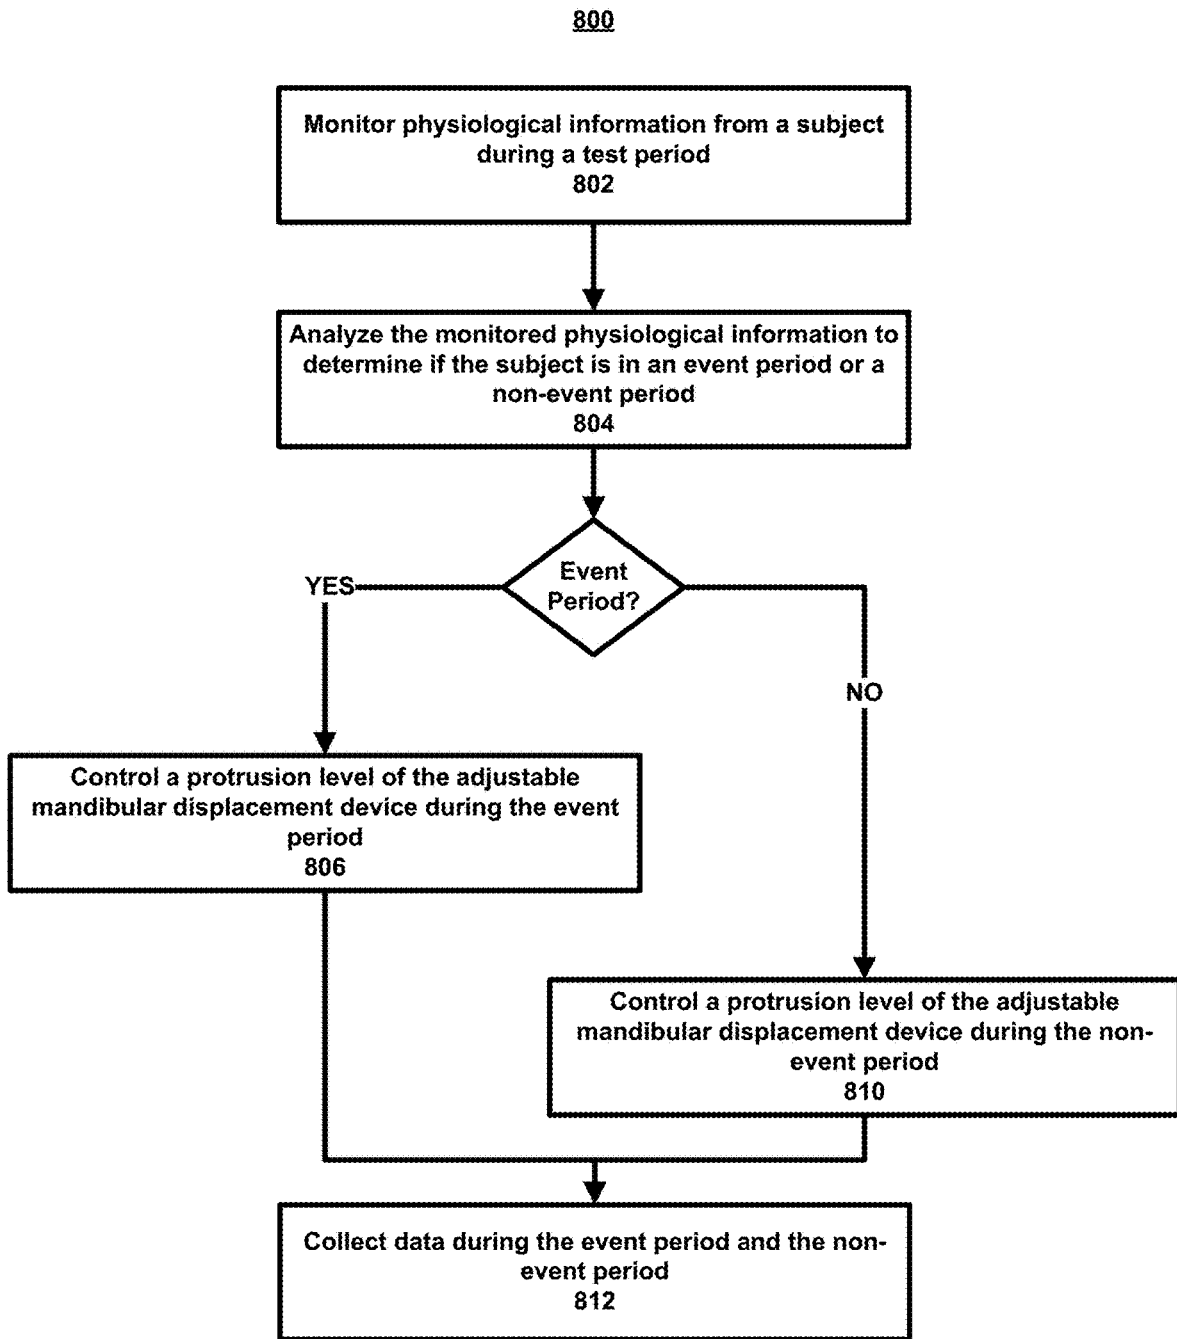 800
Monitor physiological information from a subject
during a test period
802
Analyze the monitored physiological information to
determine if the subject is in an event period or a
non-event period
804
Event
Period?
YES
NO
Control a protrusion level of the adjustable
mandibular displacement device during the event
period
806
Control a protrusion level of the adjustable
mandibular displacement device during the non-
event period
810
Collect data during the event period and the non-
event period
812